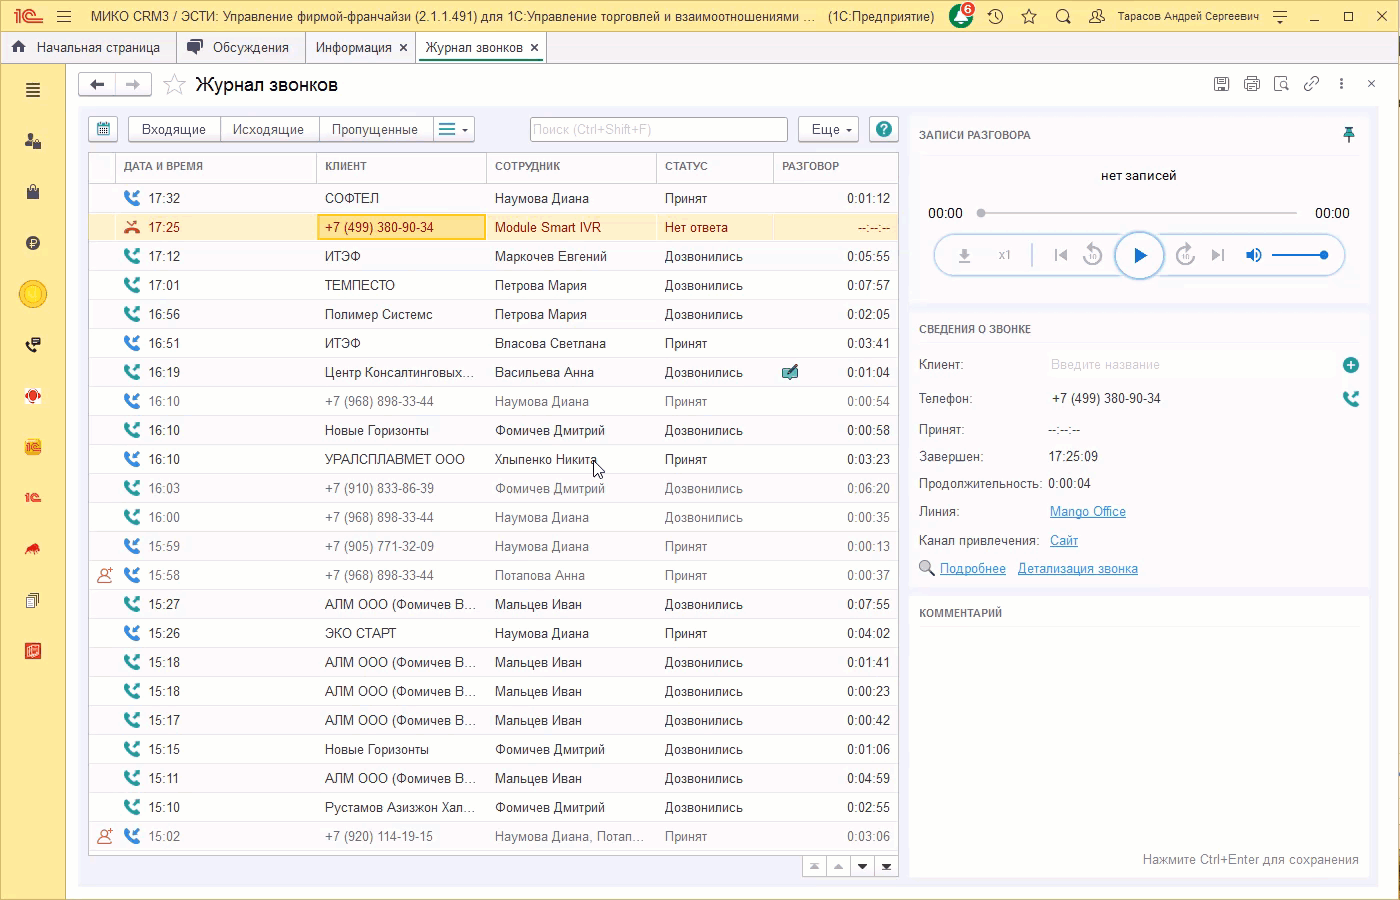 МИКО CRM3 / ЭСТИ: Управление фирмой-франчайзи (2.1.1.491) для 1С:Управление торговлей и взаимоотношениями ... (1С:Предприятие) 6 Тарасов Андрей Сергеевич
Начальная страница Обсуждения Информация × Журнал звонков ×
Журнал звонков
Входящие Исходящие Пропущенные Поиск (Ctrl+Shift+F) Еще ?
ДАТА И ВРЕМЯ КЛИЕНТ СОТРУДНИК СТАТУС РАЗГОВОР
17:32 СОФТЕЛ Наумова Диана Принят 0:01:12
17:25 +7 (499) 380-90-34 Module Smart IVR Нет ответа --:--:--
17:12 ИТЭФ Маркочев Евгений Дозвонились 0:05:55
17:01 ТЕМПЕСТО Петрова Мария Дозвонились 0:07:57
16:56 Полимер Системс Петрова Мария Дозвонились 0:02:05
16:51 ИТЭФ Власова Светлана Принят 0:03:41
16:19 Центр Консалтинговых... Васильева Анна Дозвонились 0:01:04
16:10 +7 (968) 898-33-44 Наумова Диана Принят 0:00:54
16:10 Новые Горизонты Фомичев Дмитрий Дозвонились 0:00:58
16:10 УРАЛСПЛАВМЕТ ООО Хлыпенко Никита Принят 0:03:23
16:03 +7 (910) 833-86-39 Фомичев Дмитрий Дозвонились 0:06:20
16:00 +7 (968) 898-33-44 Наумова Диана Дозвонились 0:00:35
15:59 +7 (905) 771-32-09 Наумова Диана Принят 0:00:13
15:58 +7 (968) 898-33-44 Потапова Анна Принят 0:00:37
15:27 АЛМ ООО (Фомичев В... Мальцев Иван Дозвонились 0:07:55
15:26 ЭКО СТАРТ Наумова Диана Принят 0:04:02
15:18 АЛМ ООО (Фомичев В... Мальцев Иван Дозвонились 0:01:41
15:18 АЛМ ООО (Фомичев В... Мальцев Иван Дозвонились 0:00:23
15:17 АЛМ ООО (Фомичев В... Мальцев Иван Дозвонились 0:00:42
15:15 Новые Горизонты Фомичев Дмитрий Дозвонились 0:01:06
15:11 АЛМ ООО (Фомичев В... Мальцев Иван Дозвонились 0:04:59
15:10 Рустамов Азизжон Хал... Фомичев Дмитрий Дозвонились 0:02:55
15:02 +7 (920) 114-19-15 Наумова Диана, Потап... Принят 0:03:06
ЗАПИСИ РАЗГОВОРА
нет записей
00:00 00:00
x1 10 10
СВЕДЕНИЯ О ЗВОНКЕ
Клиент: Введите название
Телефон: +7 (499) 380-90-34
Принят: --:--:--
Завершен: 17:25:09
Продолжительность: 0:00:04
Линия: Mango Office
Канал привлечения: Сайт
Подробнее Детализация звонка
КОММЕНТАРИЙ
Нажмите Ctrl+Enter для сохранения